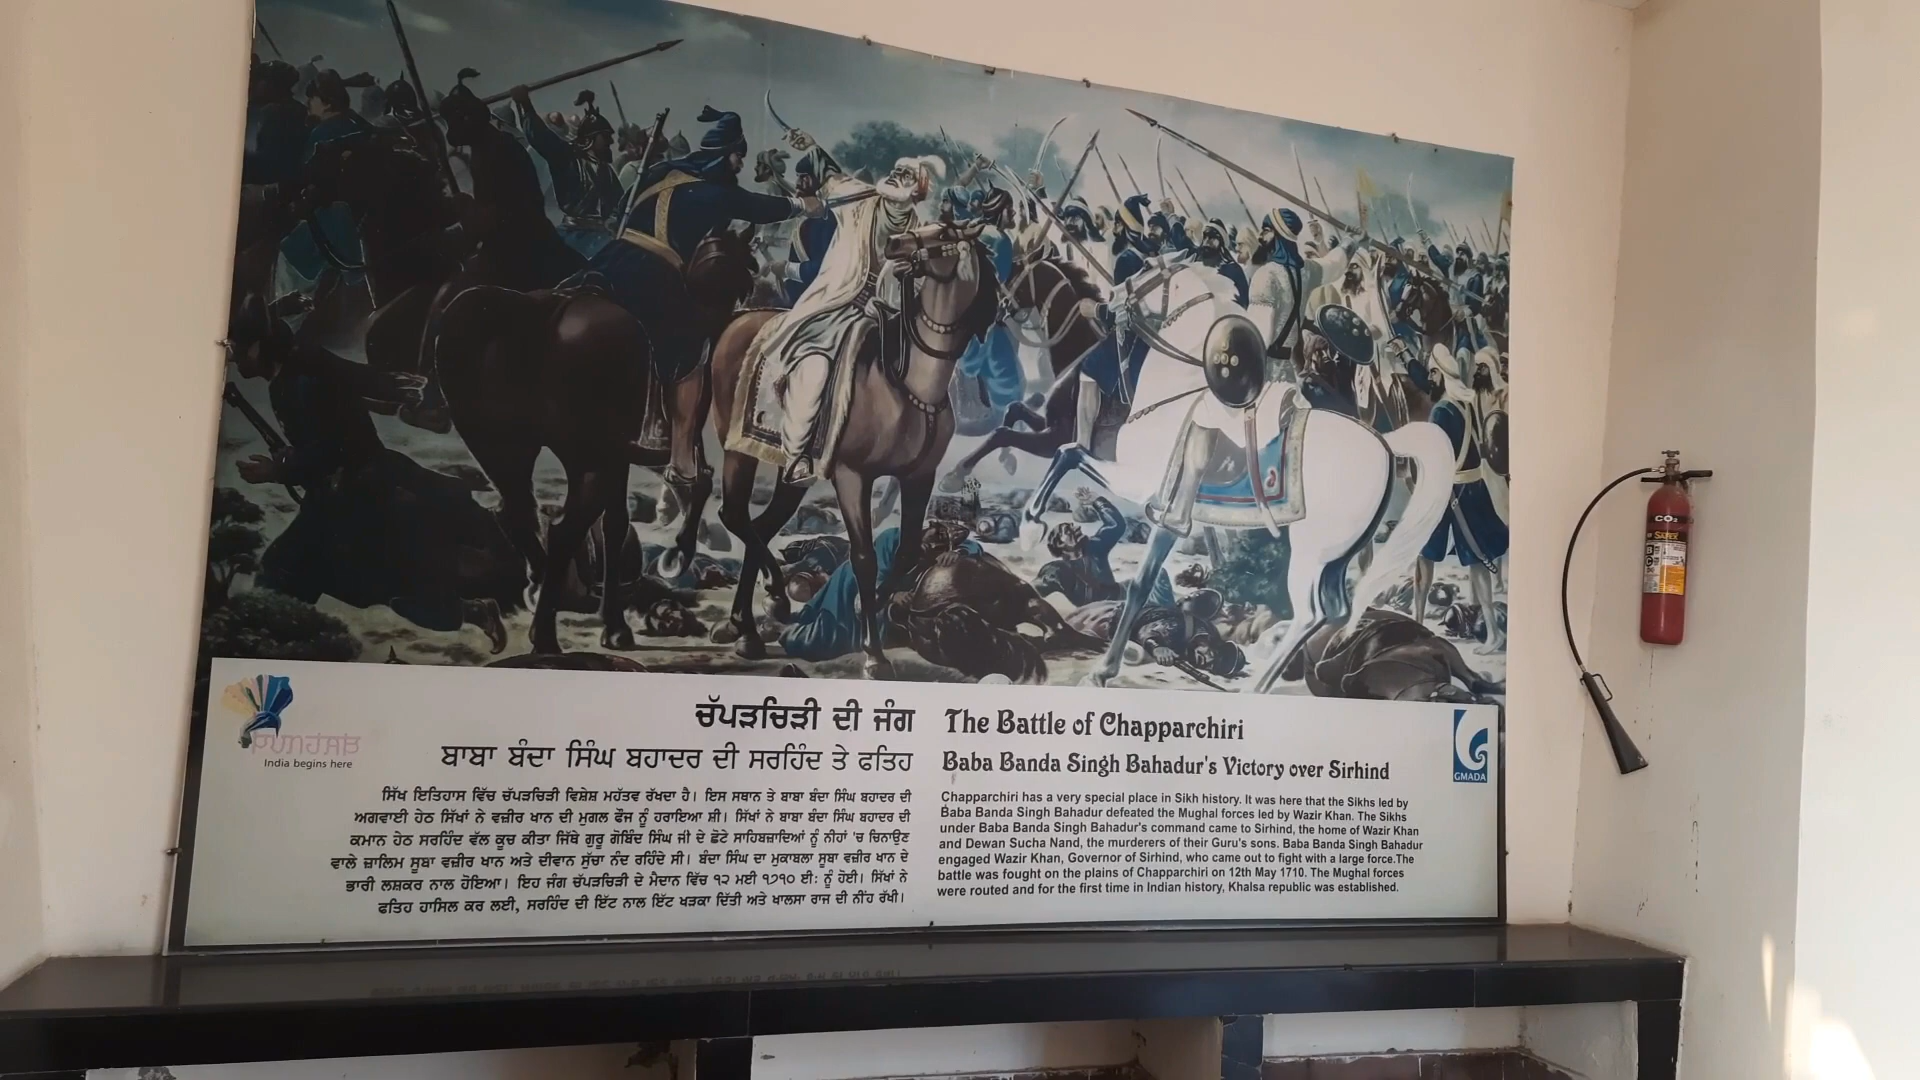 PUNJAB
India begins here
ਚੱਪੜਚਿੜੀ ਦੀ ਜੰਗ
ਬਾਬਾ ਬੰਦਾ ਸਿੰਘ ਬਹਾਦਰ ਦੀ ਸਰਹਿੰਦ ਤੇ ਫਤਿਹ
ਸਿੱਖ ਇਤਿਹਾਸ ਵਿੱਚ ਚੱਪੜਚਿੜੀ ਵਿਸ਼ੇਸ਼ ਮਹੱਤਵ ਰੱਖਦਾ ਹੈ। ਇਸ ਸਥਾਨ ਤੇ ਬਾਬਾ ਬੰਦਾ ਸਿੰਘ ਬਹਾਦਰ ਦੀ
ਅਗਵਾਈ ਹੇਠ ਸਿੱਖਾਂ ਨੇ ਵਜ਼ੀਰ ਖਾਨ ਦੀ ਮੁਗਲ ਫੌਜ ਨੂੰ ਹਰਾਇਆ ਸ਼ੀ। ਸਿੱਖਾਂ ਨੇ ਬਾਬਾ ਬੰਦਾ ਸਿੰਘ ਬਹਾਦਰ ਦੀ
ਕਮਾਨ ਹੇਠ ਸਰਹਿੰਦ ਵੱਲ ਕੂਚ ਕੀਤਾ ਜਿੱਥੇ ਗੁਰੂ ਗੋਬਿੰਦ ਸਿੰਘ ਜੀ ਦੇ ਛੋਟੇ ਸਾਹਿਬਜ਼ਾਦਿਆਂ ਨੂੰ ਨੀਹਾਂ 'ਚ ਚਿਨਾਉਣ
ਵਾਲੇ ਜ਼ਾਲਿਮ ਸੂਬਾ ਵਜ਼ੀਰ ਖਾਨ ਅਤੇ ਦੀਵਾਨ ਸੁੱਚਾ ਨੰਦ ਰਹਿੰਦੇ ਸੀ। ਬੰਦਾ ਸਿੰਘ ਦਾ ਮੁਕਾਬਲਾ ਸੂਬਾ ਵਜ਼ੀਰ ਖਾਨ ਦੇ
ਭਾਰੀ ਲਸ਼ਕਰ ਨਾਲ ਹੋਇਆ। ਇਹ ਜੰਗ ਚੱਪੜਚਿੜੀ ਦੇ ਮੈਦਾਨ ਵਿੱਚ ੧੨ ਮਈ ੧੭੧੦ ਈ: ਨੂੰ ਹੋਈ। ਸਿੱਖਾਂ ਨੇ
ਫਤਿਹ ਹਾਸਿਲ ਕਰ ਲਈ, ਸਰਹਿੰਦ ਦੀ ਇੱਟ ਨਾਲ ਇੱਟ ਖੜਕਾ ਦਿੱਤੀ ਅਤੇ ਖਾਲਸਾ ਰਾਜ ਦੀ ਨੀਂਹ ਰੱਖੀ।
The Battle of Chapparchiri
Baba Banda Singh Bahadur's Victory over Sirhind
Chapparchiri has a very special place in Sikh history. It was here that the Sikhs led by
Baba Banda Singh Bahadur defeated the Mughal forces led by Wazir Khan. The Sikhs
under Baba Banda Singh Bahadur's command came to Sirhind, the home of Wazir Khan
and Dewan Sucha Nand, the murderers of their Guru's sons. Baba Banda Singh Bahadur
engaged Wazir Khan, Governor of Sirhind, who came out to fight with a large force.The
battle was fought on the plains of Chapparchiri on 12th May 1710. The Mughal forces
were routed and for the first time in Indian history, Khalsa republic was established.
GMADA
CO₂
SAFEX
B
C